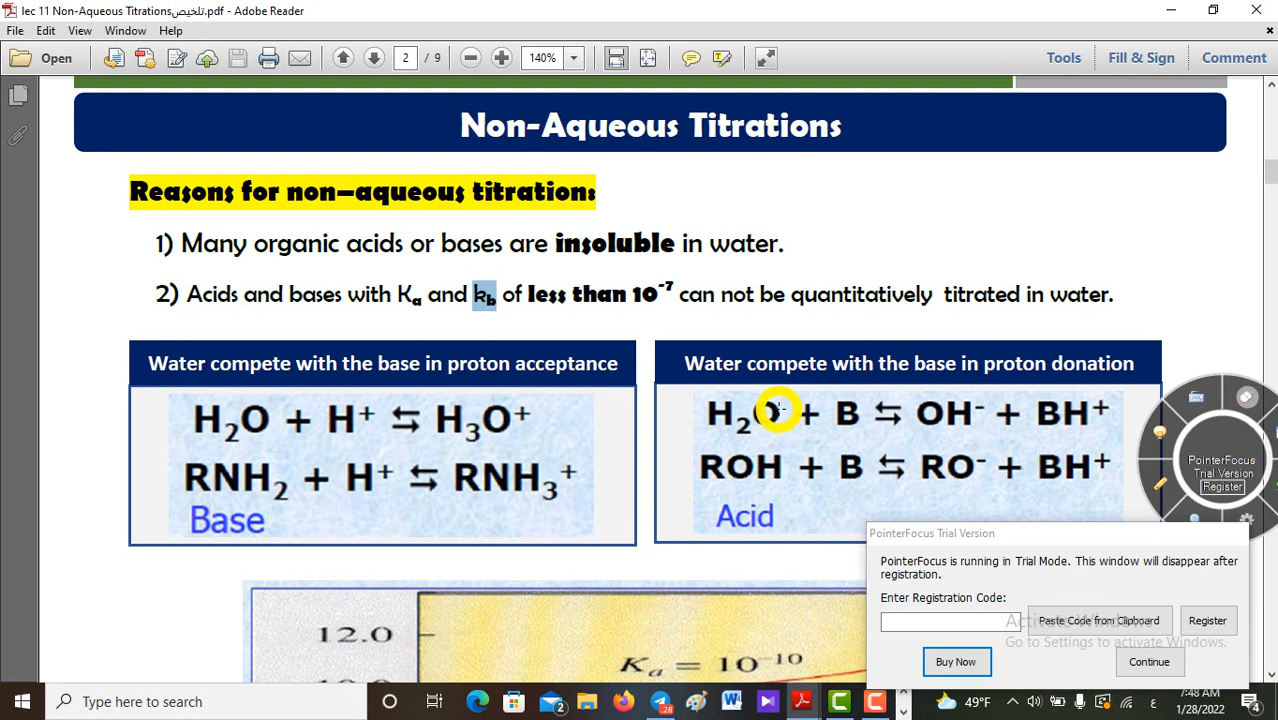 lec 11 Non-Aqueous Titrationsتلخيص.pdf - Adobe Reader
File Edit View Window Help
Open 2 / 9 140% Tools Fill & Sign Comment
Non-Aqueous Titrations
Reasons for non–aqueous titration:
1) Many organic acids or bases are insoluble in water.
2) Acids and bases with Kₐ and k_b of less than 10⁻⁷ can not be quantitatively titrated in water.
Water compete with the base in proton acceptance
H₂O + H⁺ ⇆ H₃O⁺
RNH₂ + H⁺ ⇆ RNH₃⁺
Base
Water compete with the base in proton donation
H₂O + B ⇆ OH⁻ + BH⁺
ROH + B ⇆ RO⁻ + BH⁺
Acid
12.0
Kₐ = 10⁻¹⁰
PointerFocus
Trial Version
Register
PointerFocus Trial Version
PointerFocus is running in Trial Mode. This window will disappear after
registration.
Enter Registration Code:
Paste Code from Clipboard Register
Activate Windows
Go to Settings to activate Windows.
Buy Now Continue
Type here to search
2
28
49°F
ع
7:48 AM
1/28/2022
4